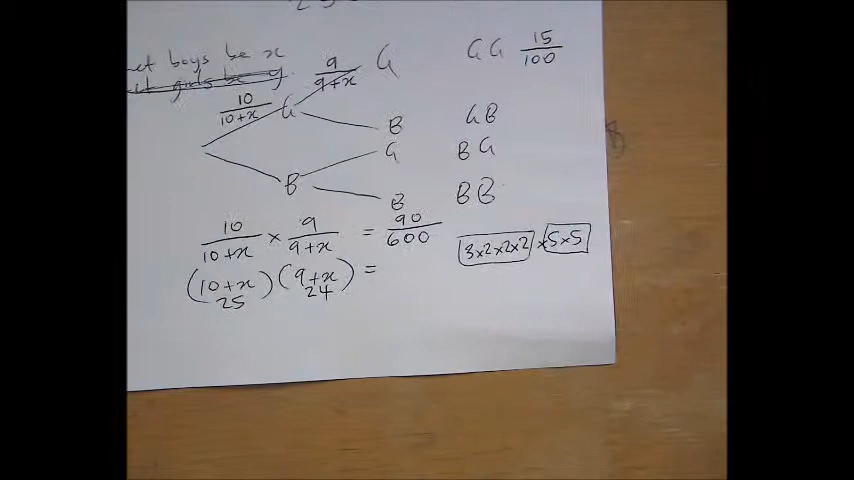 let boys be x
let girls be y
9/(9+x) G
10/(10+x) G
B
G
B
B
GG 15/100
GB
BG
BB
10/(10+x) × 9/(9+x) = 90/600
(10+x)(9+x) =
25 24
3×2×2×2 × 5×5